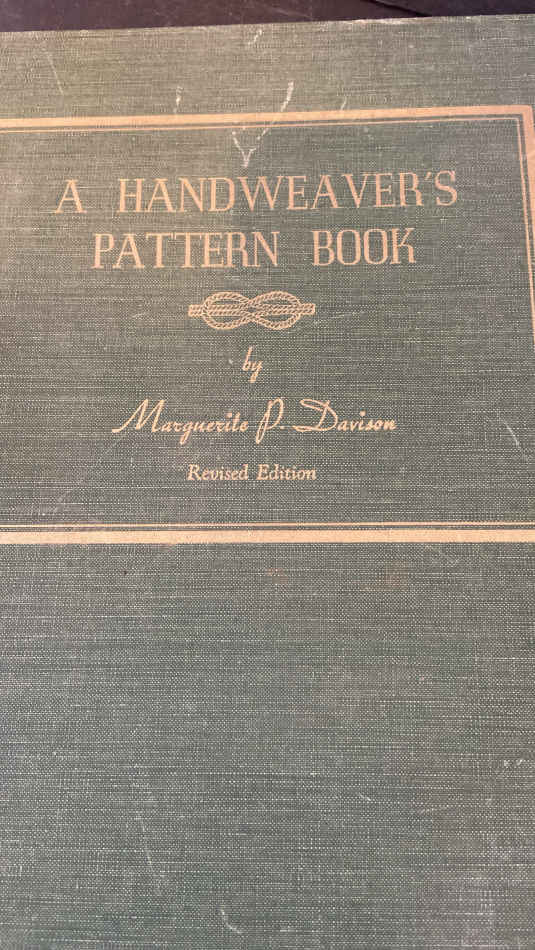 A HANDWEAVER'S
PATTERN BOOK
by
Marguerite P. Davison
Revised Edition